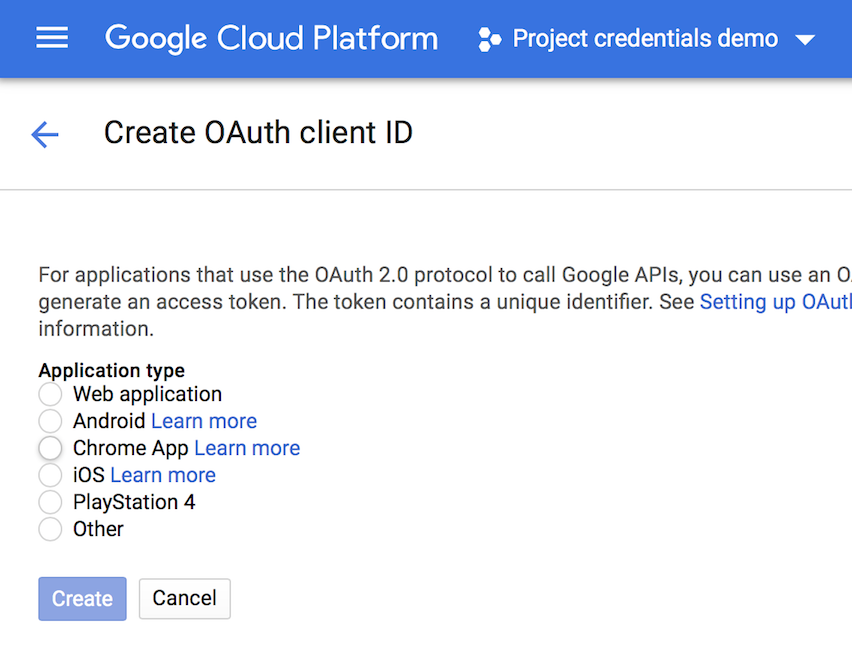 Google Cloud Platform Project credentials demo
Create OAuth client ID
For applications that use the OAuth 2.0 protocol to call Google APIs, you can use an O
generate an access token. The token contains a unique identifier. See Setting up OAuth
information.
Application type
Web application
Android Learn more
Chrome App Learn more
iOS Learn more
PlayStation 4
Other
Create Cancel